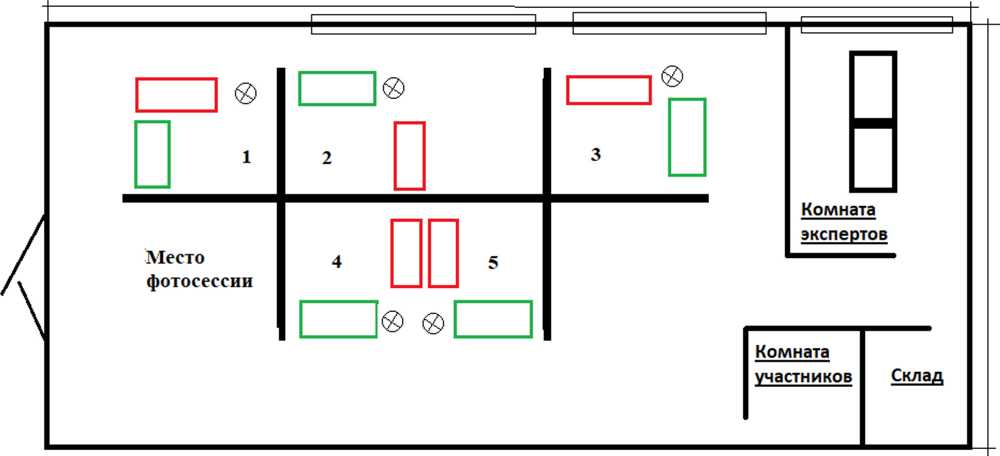 1
2
3
Комната
экспертов
Место
фотосессии
4
5
Комната
участников
Склад